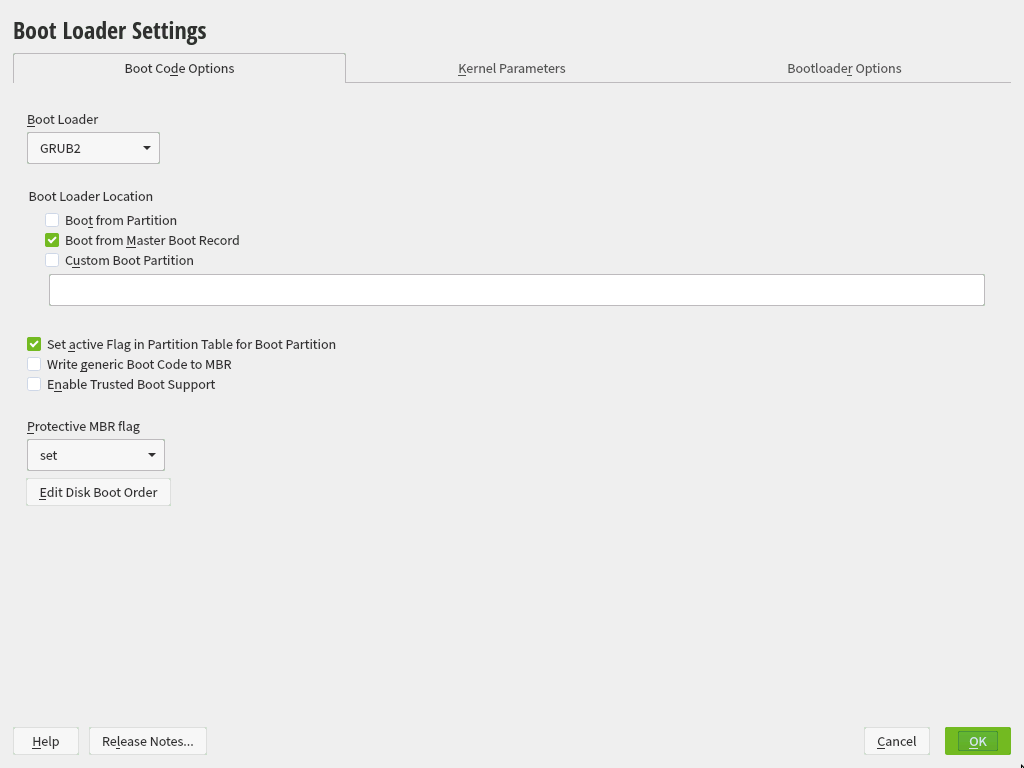 Boot Loader Settings
Boot Code Options
Kernel Parameters
Bootloader Options
Boot Loader
GRUB2
Boot Loader Location
Boot from Partition
Boot from Master Boot Record
Custom Boot Partition
Set active Flag in Partition Table for Boot Partition
Write generic Boot Code to MBR
Enable Trusted Boot Support
Protective MBR flag
set
Edit Disk Boot Order
Help
Release Notes...
Cancel
OK